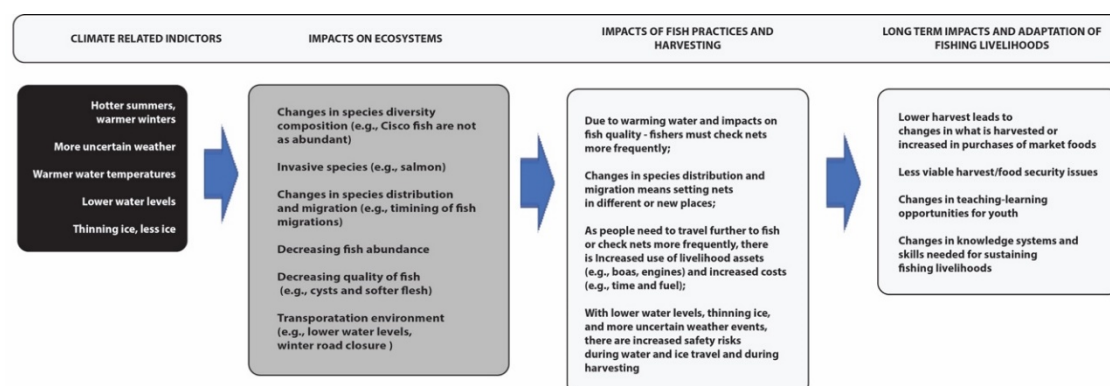 CLIMATE RELATED INDICTORS
IMPACTS ON ECOSYSTEMS
IMPACTS OF FISH PRACTICES AND
HARVESTING
LONG TERM IMPACTS AND ADAPTATION OF
FISHING LIVELIHOODS
Hotter summers,
warmer winters
More uncertain weather
Warmer water temperatures
Lower water levels
Thinning ice, less ice
Changes in species diversity
composition (e.g., Cisco fish are not
as abundant)
Invasive species (e.g., salmon)
Changes in species distribution
and migration (e.g., timining of fish
migrations)
Decreasing fish abundance
Decreasing quality of fish
(e.g., cysts and softer flesh)
Transporatation environment
(e.g., lower water levels,
winter road closure )
Due to warming water and impacts on
fish quality - fishers must check nets
more frequently;
Changes in species distribution and
migration means setting nets
in different or new places;
As people need to travel further to fish
or check nets more frequently, there
is Increased use of livelihood assets
(e.g., boas, engines) and increased costs
(e.g., time and fuel);
With lower water levels, thinning ice,
and more uncertain weather events,
there are increased safety risks
during water and ice travel and during
harvesting
Lower harvest leads to
changes in what is harvested or
increased in purchases of market foods
Less viable harvest/food security issues
Changes in teaching-learning
opportunities for youth
Changes in knowledge systems and
skills needed for sustaining
fishing livelihoods